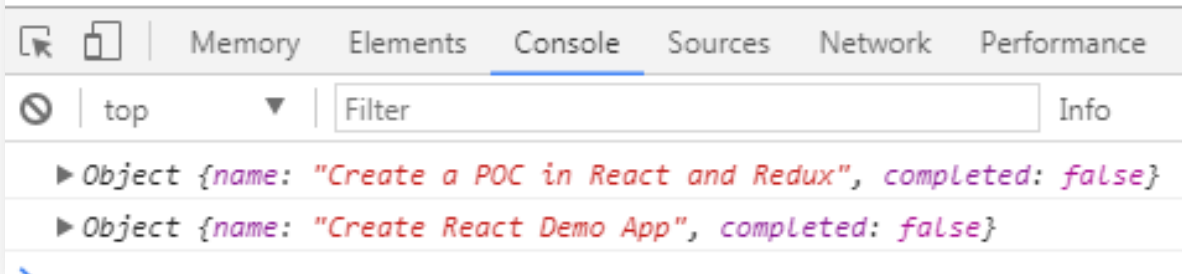 Memory Elements Console Sources Network Performance
top Filter Info
Object {name: "Create a POC in React and Redux", completed: false}
Object {name: "Create React Demo App", completed: false}